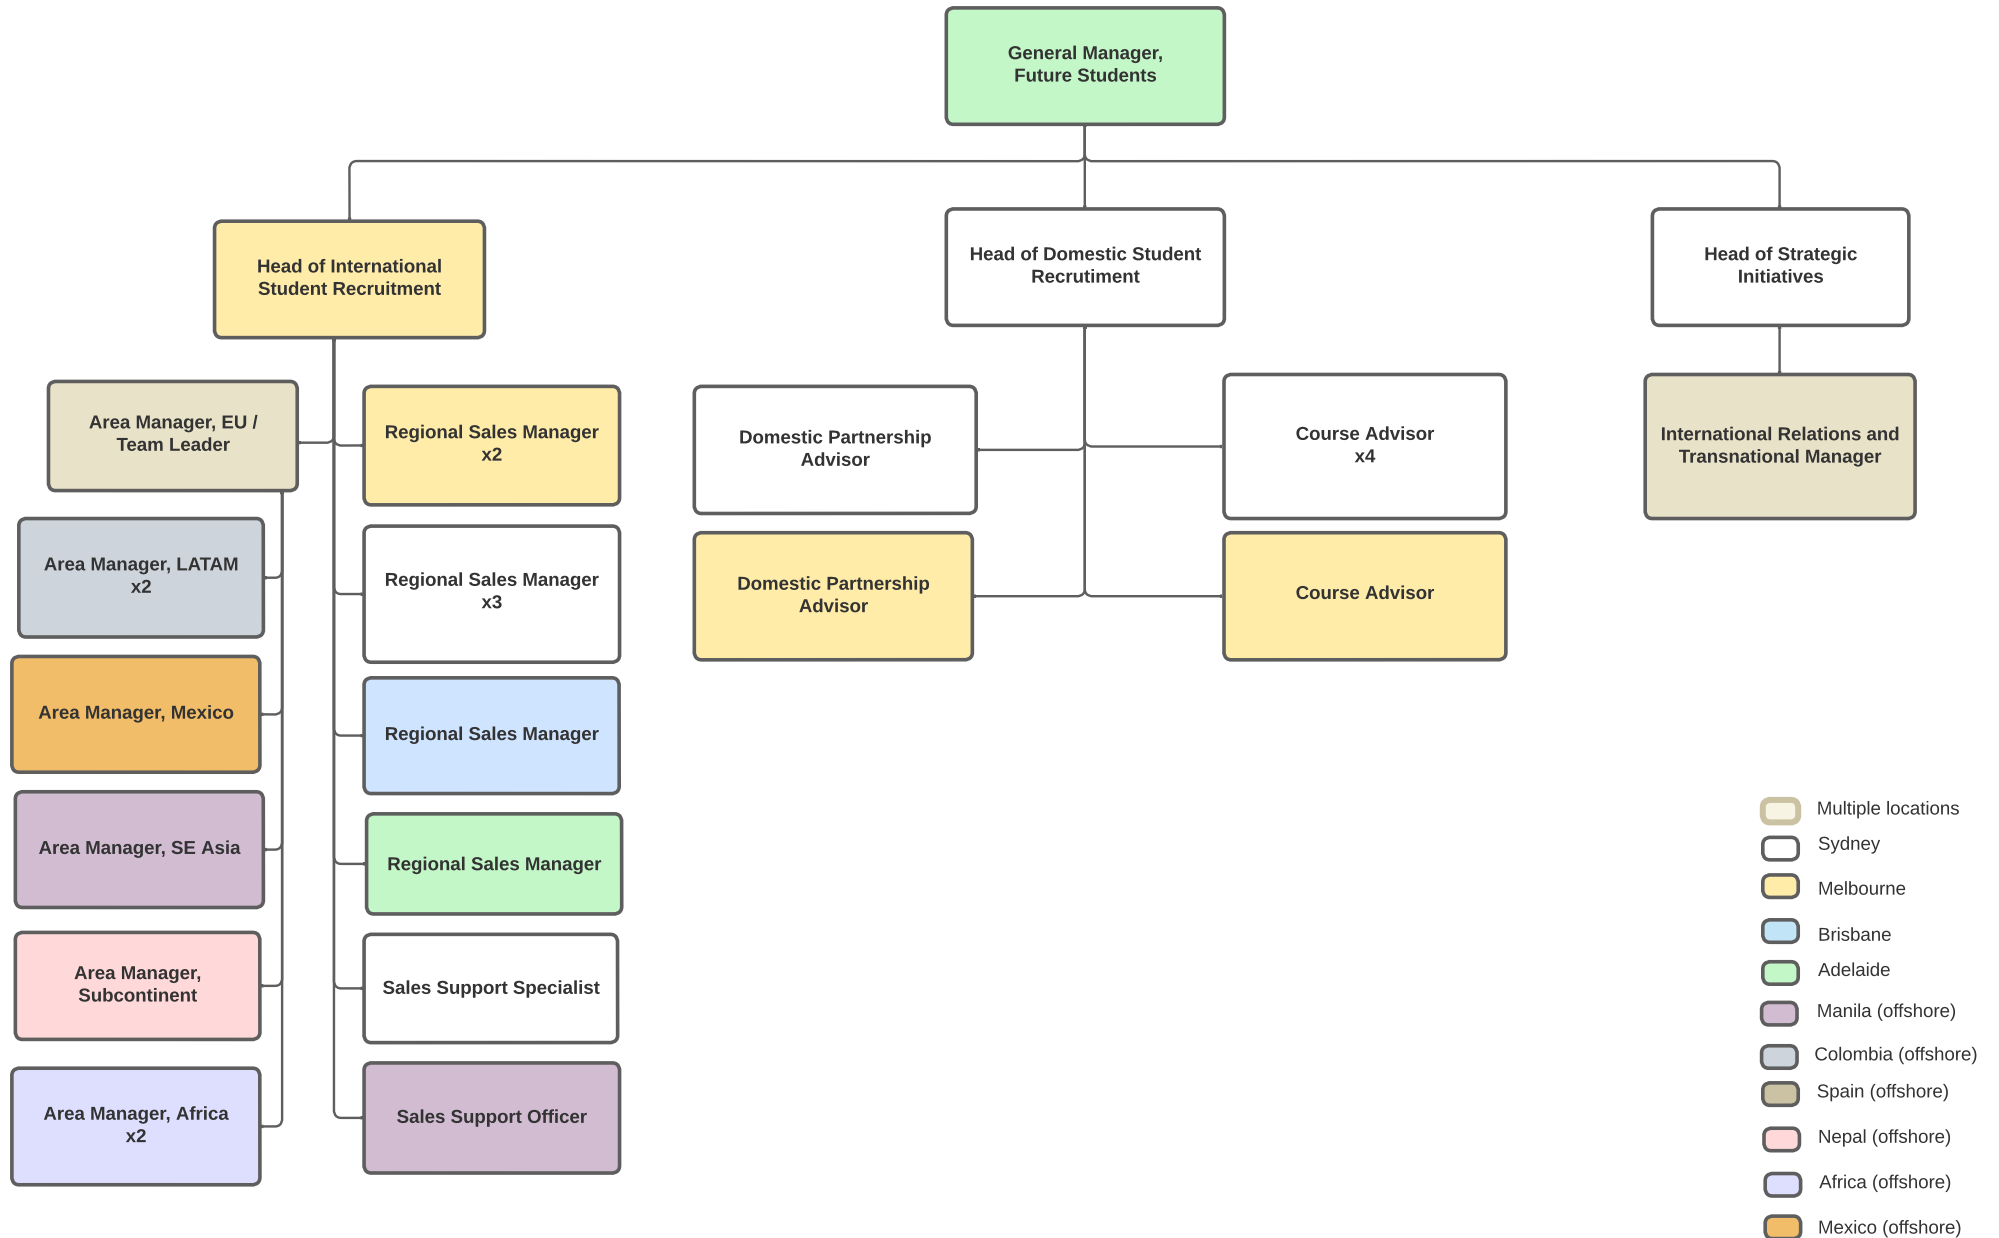 General Manager,
Future Students
Head of International
Student Recruitment
Head of Domestic Student
Recrutiment
Head of Strategic
Initiatives
Area Manager, EU /
Team Leader
Regional Sales Manager
x2
Domestic Partnership
Advisor
Course Advisor
x4
International Relations and
Transnational Manager
Area Manager, LATAM
x2
Regional Sales Manager
x3
Domestic Partnership
Advisor
Course Advisor
Area Manager, Mexico
Regional Sales Manager
Area Manager, SE Asia
Regional Sales Manager
Area Manager,
Subcontinent
Sales Support Specialist
Area Manager, Africa
x2
Sales Support Officer
Multiple locations
Sydney
Melbourne
Brisbane
Adelaide
Manila (offshore)
Colombia (offshore)
Spain (offshore)
Nepal (offshore)
Africa (offshore)
Mexico (offshore)